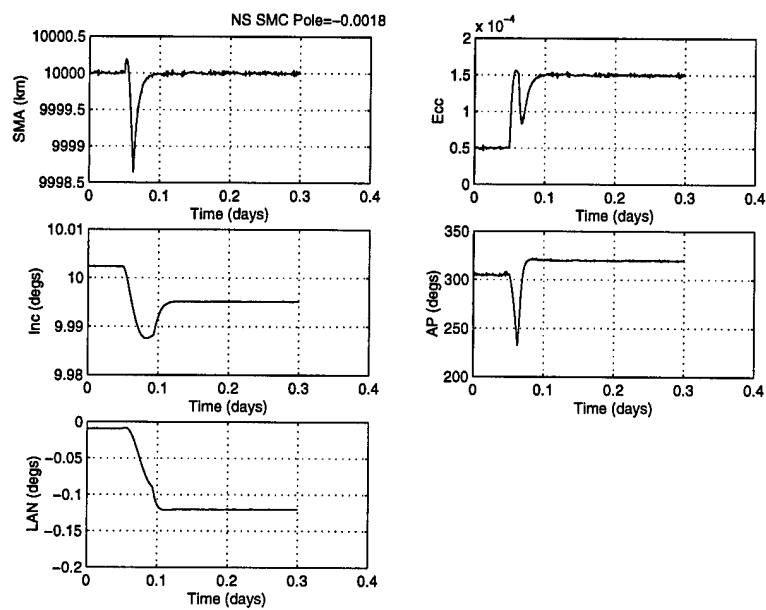 NS SMC Pole=−0.0018
10000.5
10000
9999.5
9999
9998.5
SMA (km)
0 0.1 0.2 0.3 0.4
Time (days)
x 10⁻⁴
2
1.5
1
0.5
0
Ecc
0 0.1 0.2 0.3 0.4
Time (days)
10.01
10
9.99
9.98
Inc (degs)
0 0.1 0.2 0.3 0.4
Time (days)
350
300
250
200
AP (degs)
0 0.1 0.2 0.3 0.4
Time (days)
0
−0.05
−0.1
−0.15
−0.2
LAN (degs)
0 0.1 0.2 0.3 0.4
Time (days)